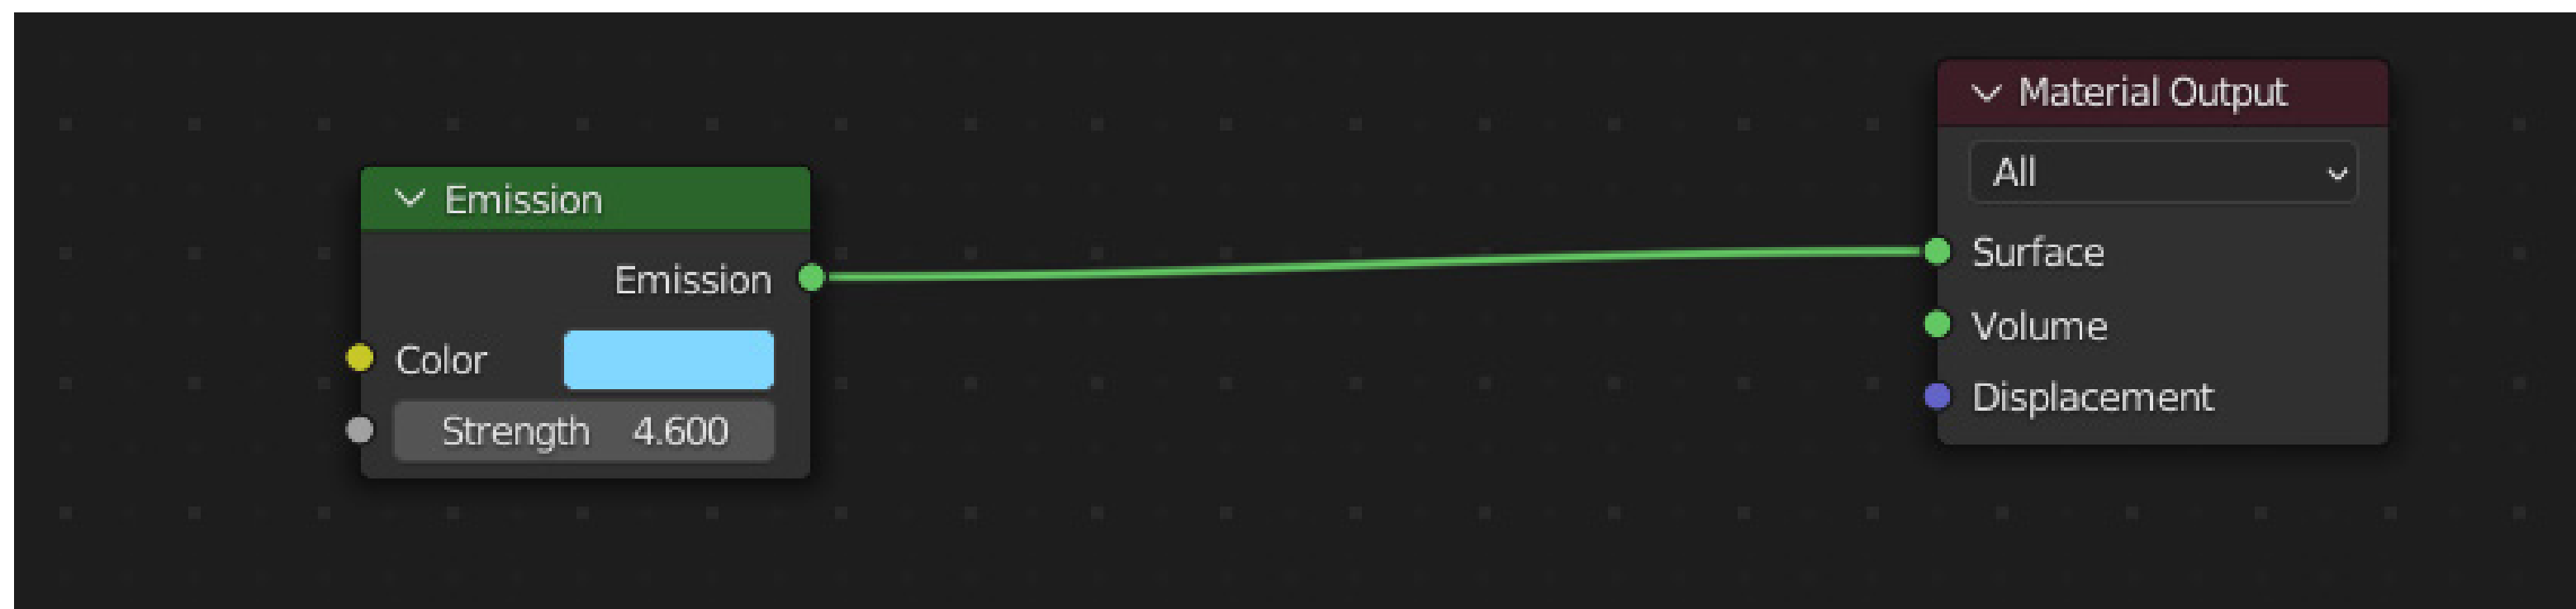 Emission
Emission
Color
Strength 4.600
Material Output
All
Surface
Volume
Displacement